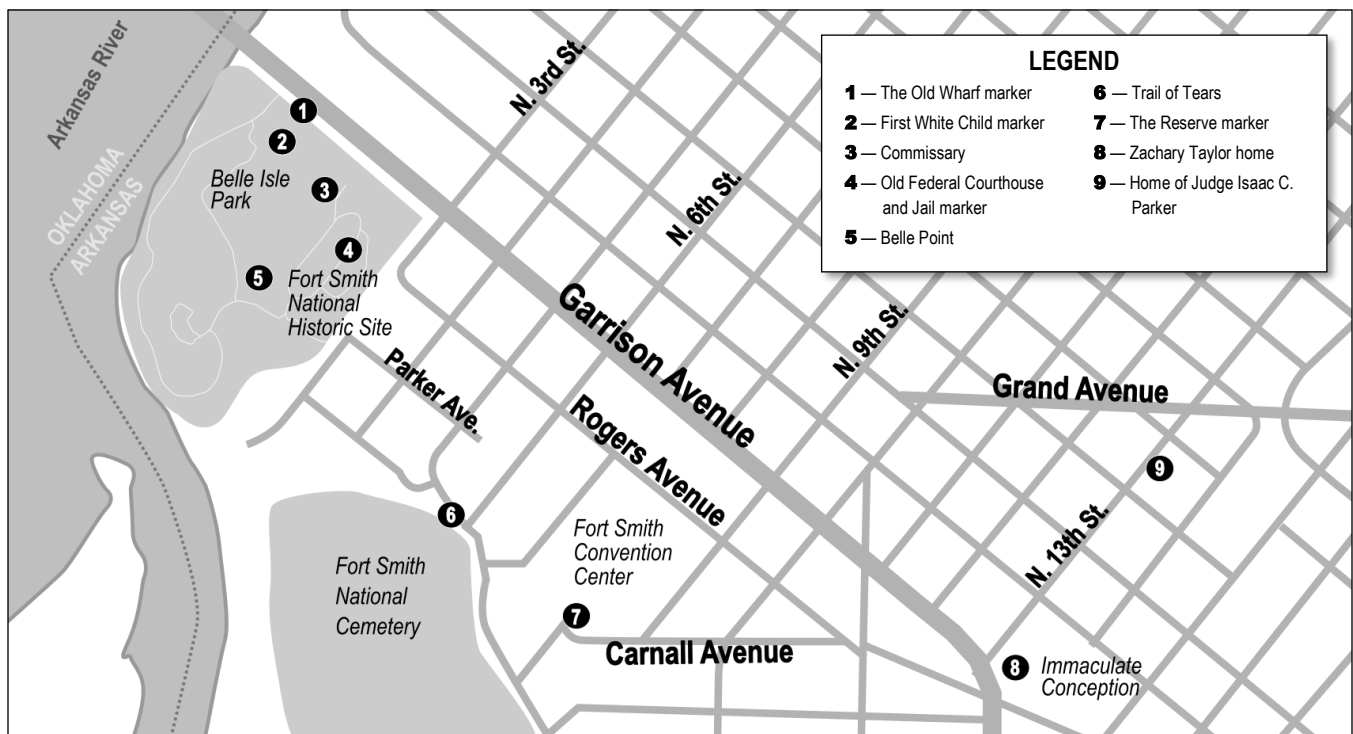 Arkansas River
OKLAHOMA
ARKANSAS
N. 3rd St.
N. 6th St.
N. 9th St.
N. 13th St.
LEGEND
1 — The Old Wharf marker
2 — First White Child marker
3 — Commissary
4 — Old Federal Courthouse
and Jail marker
5 — Belle Point
6 — Trail of Tears
7 — The Reserve marker
8 — Zachary Taylor home
9 — Home of Judge Isaac C.
Parker
1
2
Belle Isle
Park
3
4
5
Fort Smith
National
Historic Site
Garrison Avenue
Grand Avenue
Parker Ave.
Rogers Avenue
9
6
Fort Smith
Convention
Center
Fort Smith
National
Cemetery
7
Carnall Avenue
8
Immaculate
Conception